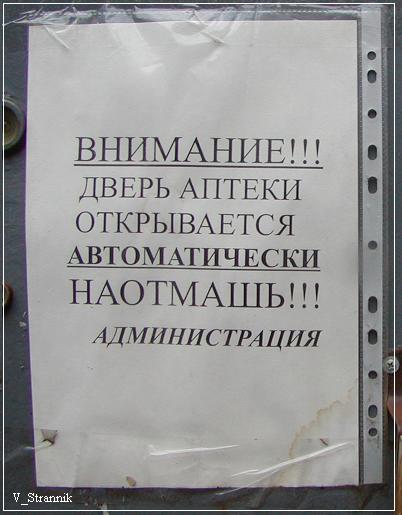 ВНИМАНИЕ!!!
ДВЕРЬ АПТЕКИ
ОТКРЫВАЕТСЯ
АВТОМАТИЧЕСКИ
НАОТМАШЬ!!!
АДМИНИСТРАЦИЯ
V_Strannik